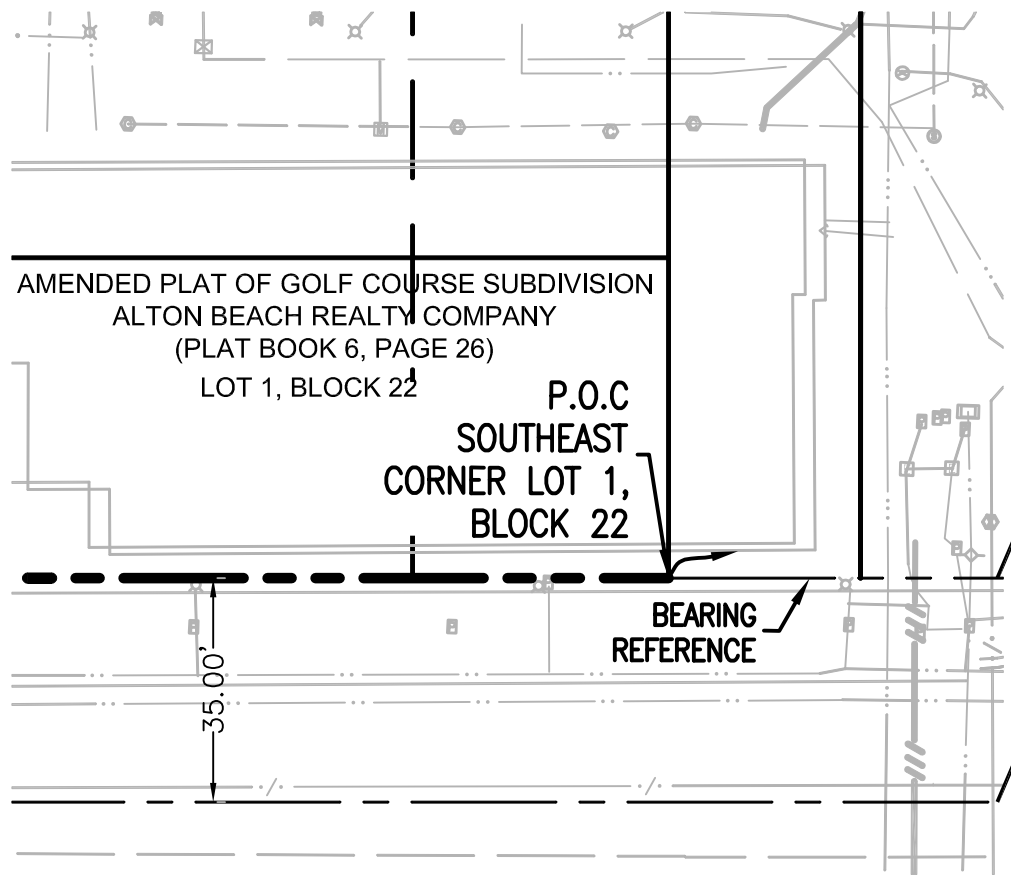 AMENDED PLAT OF GOLF COURSE SUBDIVISION
ALTON BEACH REALTY COMPANY
(PLAT BOOK 6, PAGE 26)
LOT 1, BLOCK 22
P.O.C
SOUTHEAST
CORNER LOT 1,
BLOCK 22
BEARING
REFERENCE
35.00'